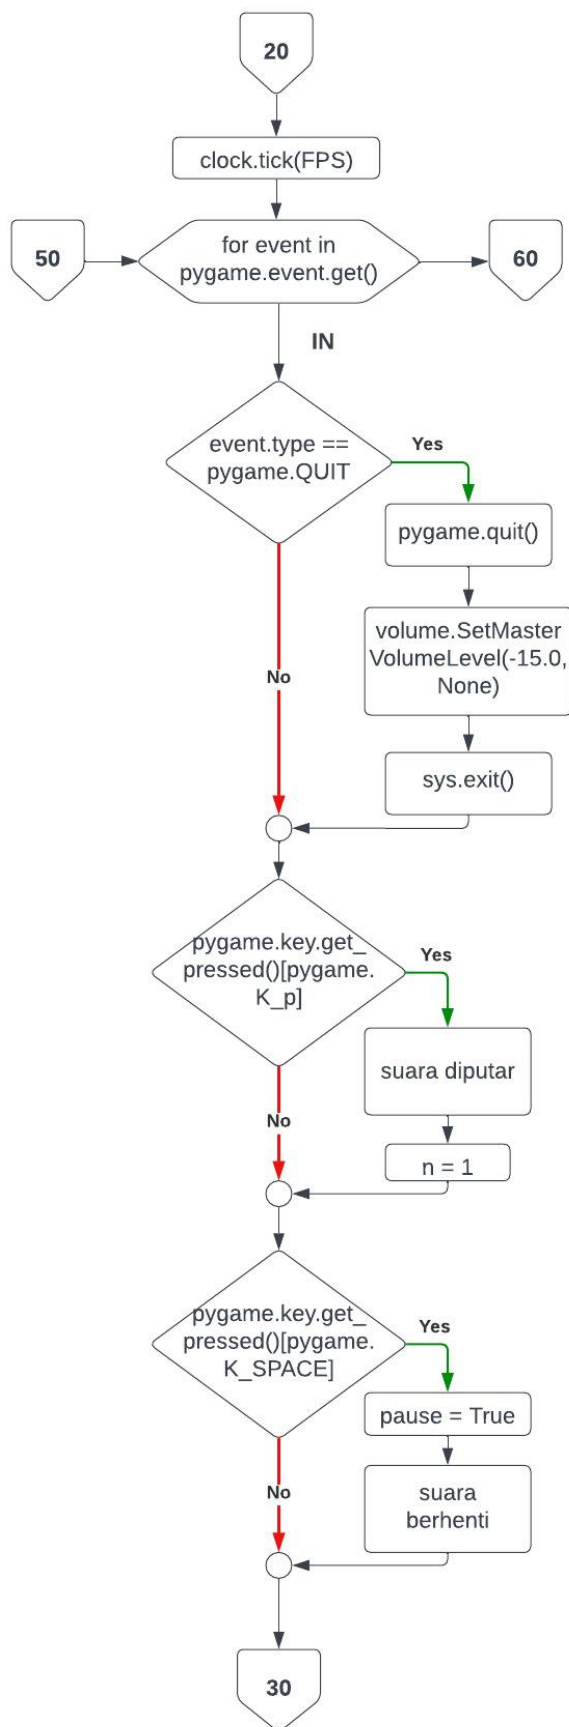 20
clock.tick(FPS)
50
for event in
pygame.event.get()
60
IN
event.type ==
pygame.QUIT
Yes
pygame.quit()
volume.SetMaster
VolumeLevel(-15.0,
None)
No
sys.exit()
pygame.key.get_
pressed()[pygame.
K_p]
Yes
suara diputar
No
n = 1
pygame.key.get_
pressed()[pygame.
K_SPACE]
Yes
pause = True
No
suara
berhenti
30